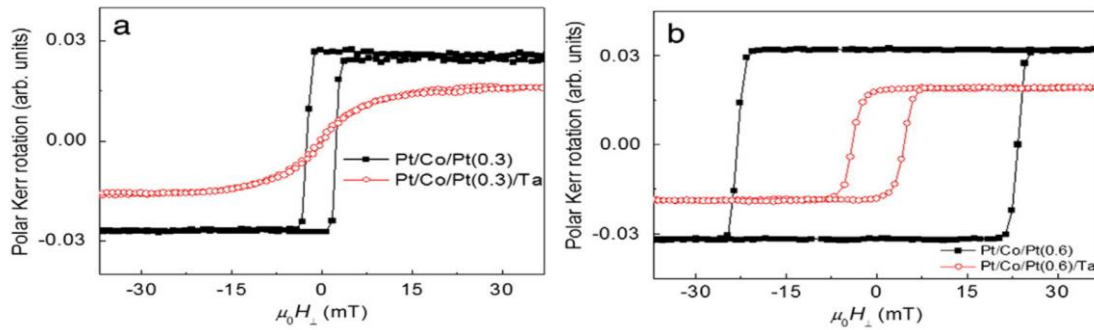 a
Polar Kerr rotation (arb. units)
0.03
0.00
-0.03
Pt/Co/Pt(0.3)
Pt/Co/Pt(0.3)/Ta
-30 -15 0 15 30
μ₀H⊥ (mT)
b
Polar Kerr rotation (arb. units)
0.03
0.00
-0.03
Pt/Co/Pt(0.6)
Pt/Co/Pt(0.6)/Ta
-30 -15 0 15 30
μ₀H⊥ (mT)